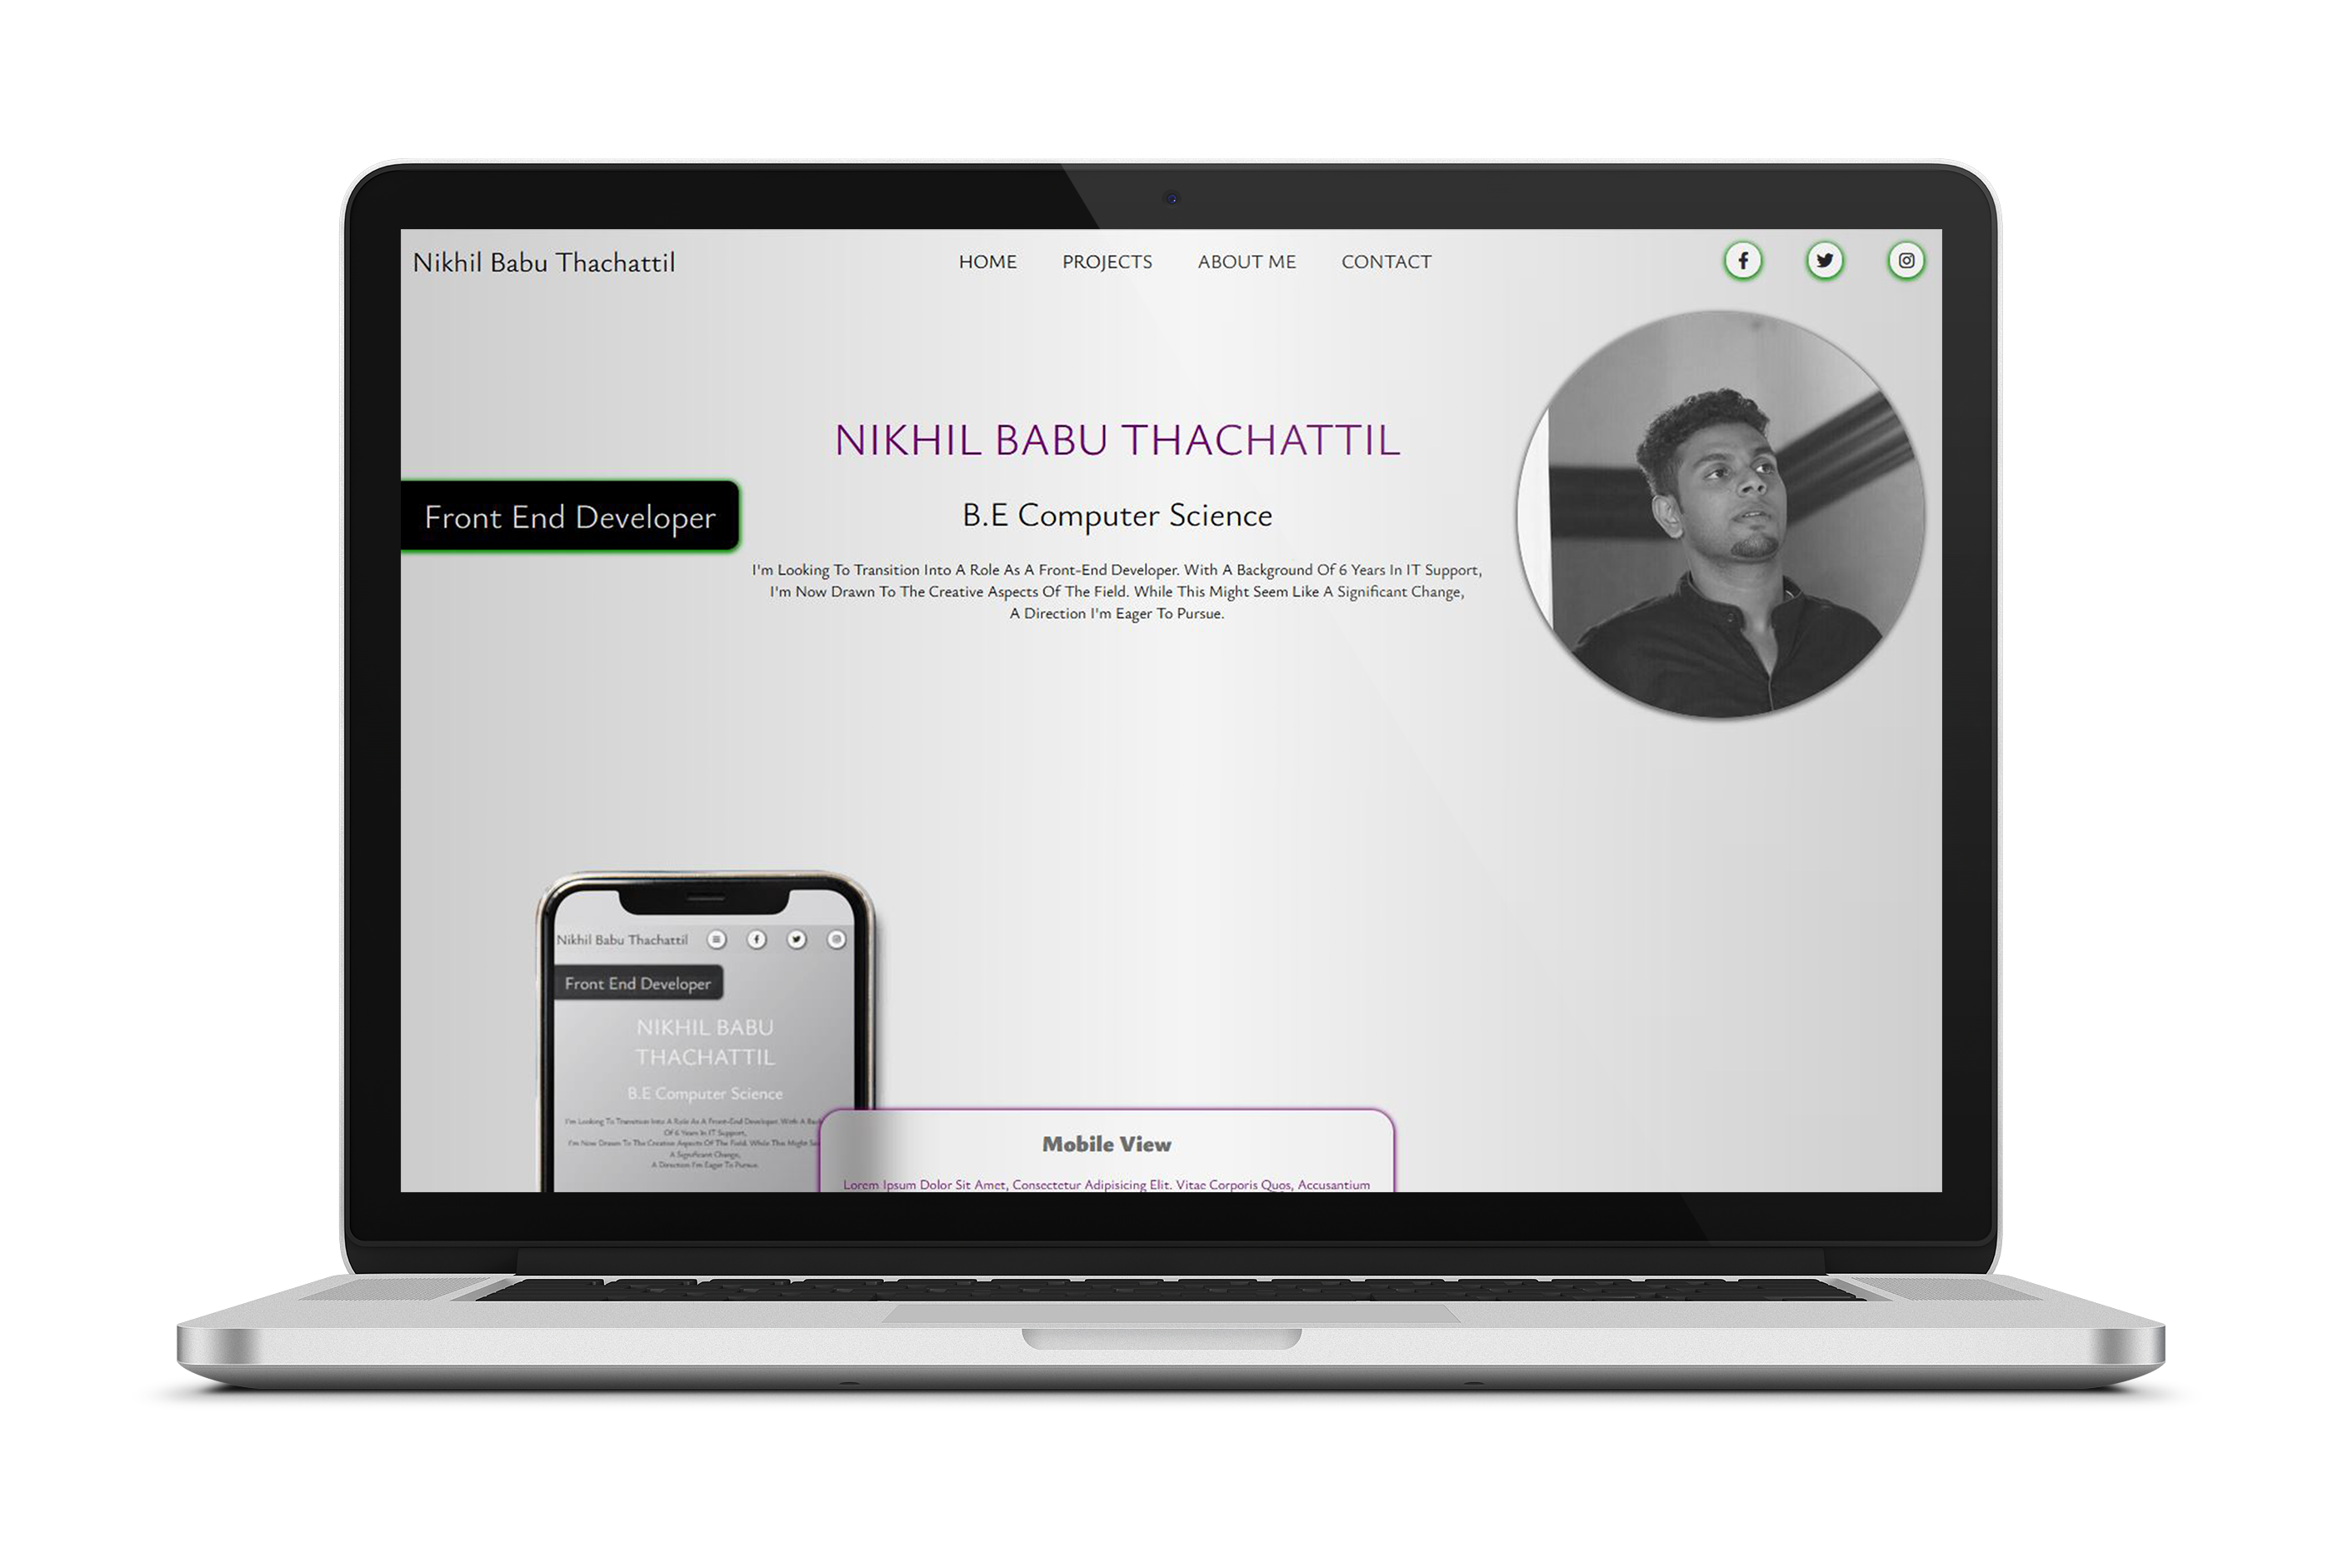 Nikhil Babu Thachattil
HOME PROJECTS ABOUT ME CONTACT
NIKHIL BABU THACHATTIL
Front End Developer
B.E Computer Science
I'm Looking To Transition Into A Role As A Front-End Developer. With A Background Of 6 Years In IT Support,
I'm Now Drawn To The Creative Aspects Of The Field. While This Might Seem Like A Significant Change,
A Direction I'm Eager To Pursue.
Nikhil Babu Thachattil
Front End Developer
NIKHIL BABU
THACHATTIL
B.E Computer Science
I'm Looking To Transition Into A Role As A Front-End Developer. With A
Of 6 Years In IT Support,
I'm Now Drawn To The Creative Aspects Of The Field. While This Might
A Significant Change,
A Direction I'm Eager To Pursue.
Mobile View
Lorem Ipsum Dolor Sit Amet, Consectetur Adipisicing Elit. Vitae Corporis Quos, Accusantium